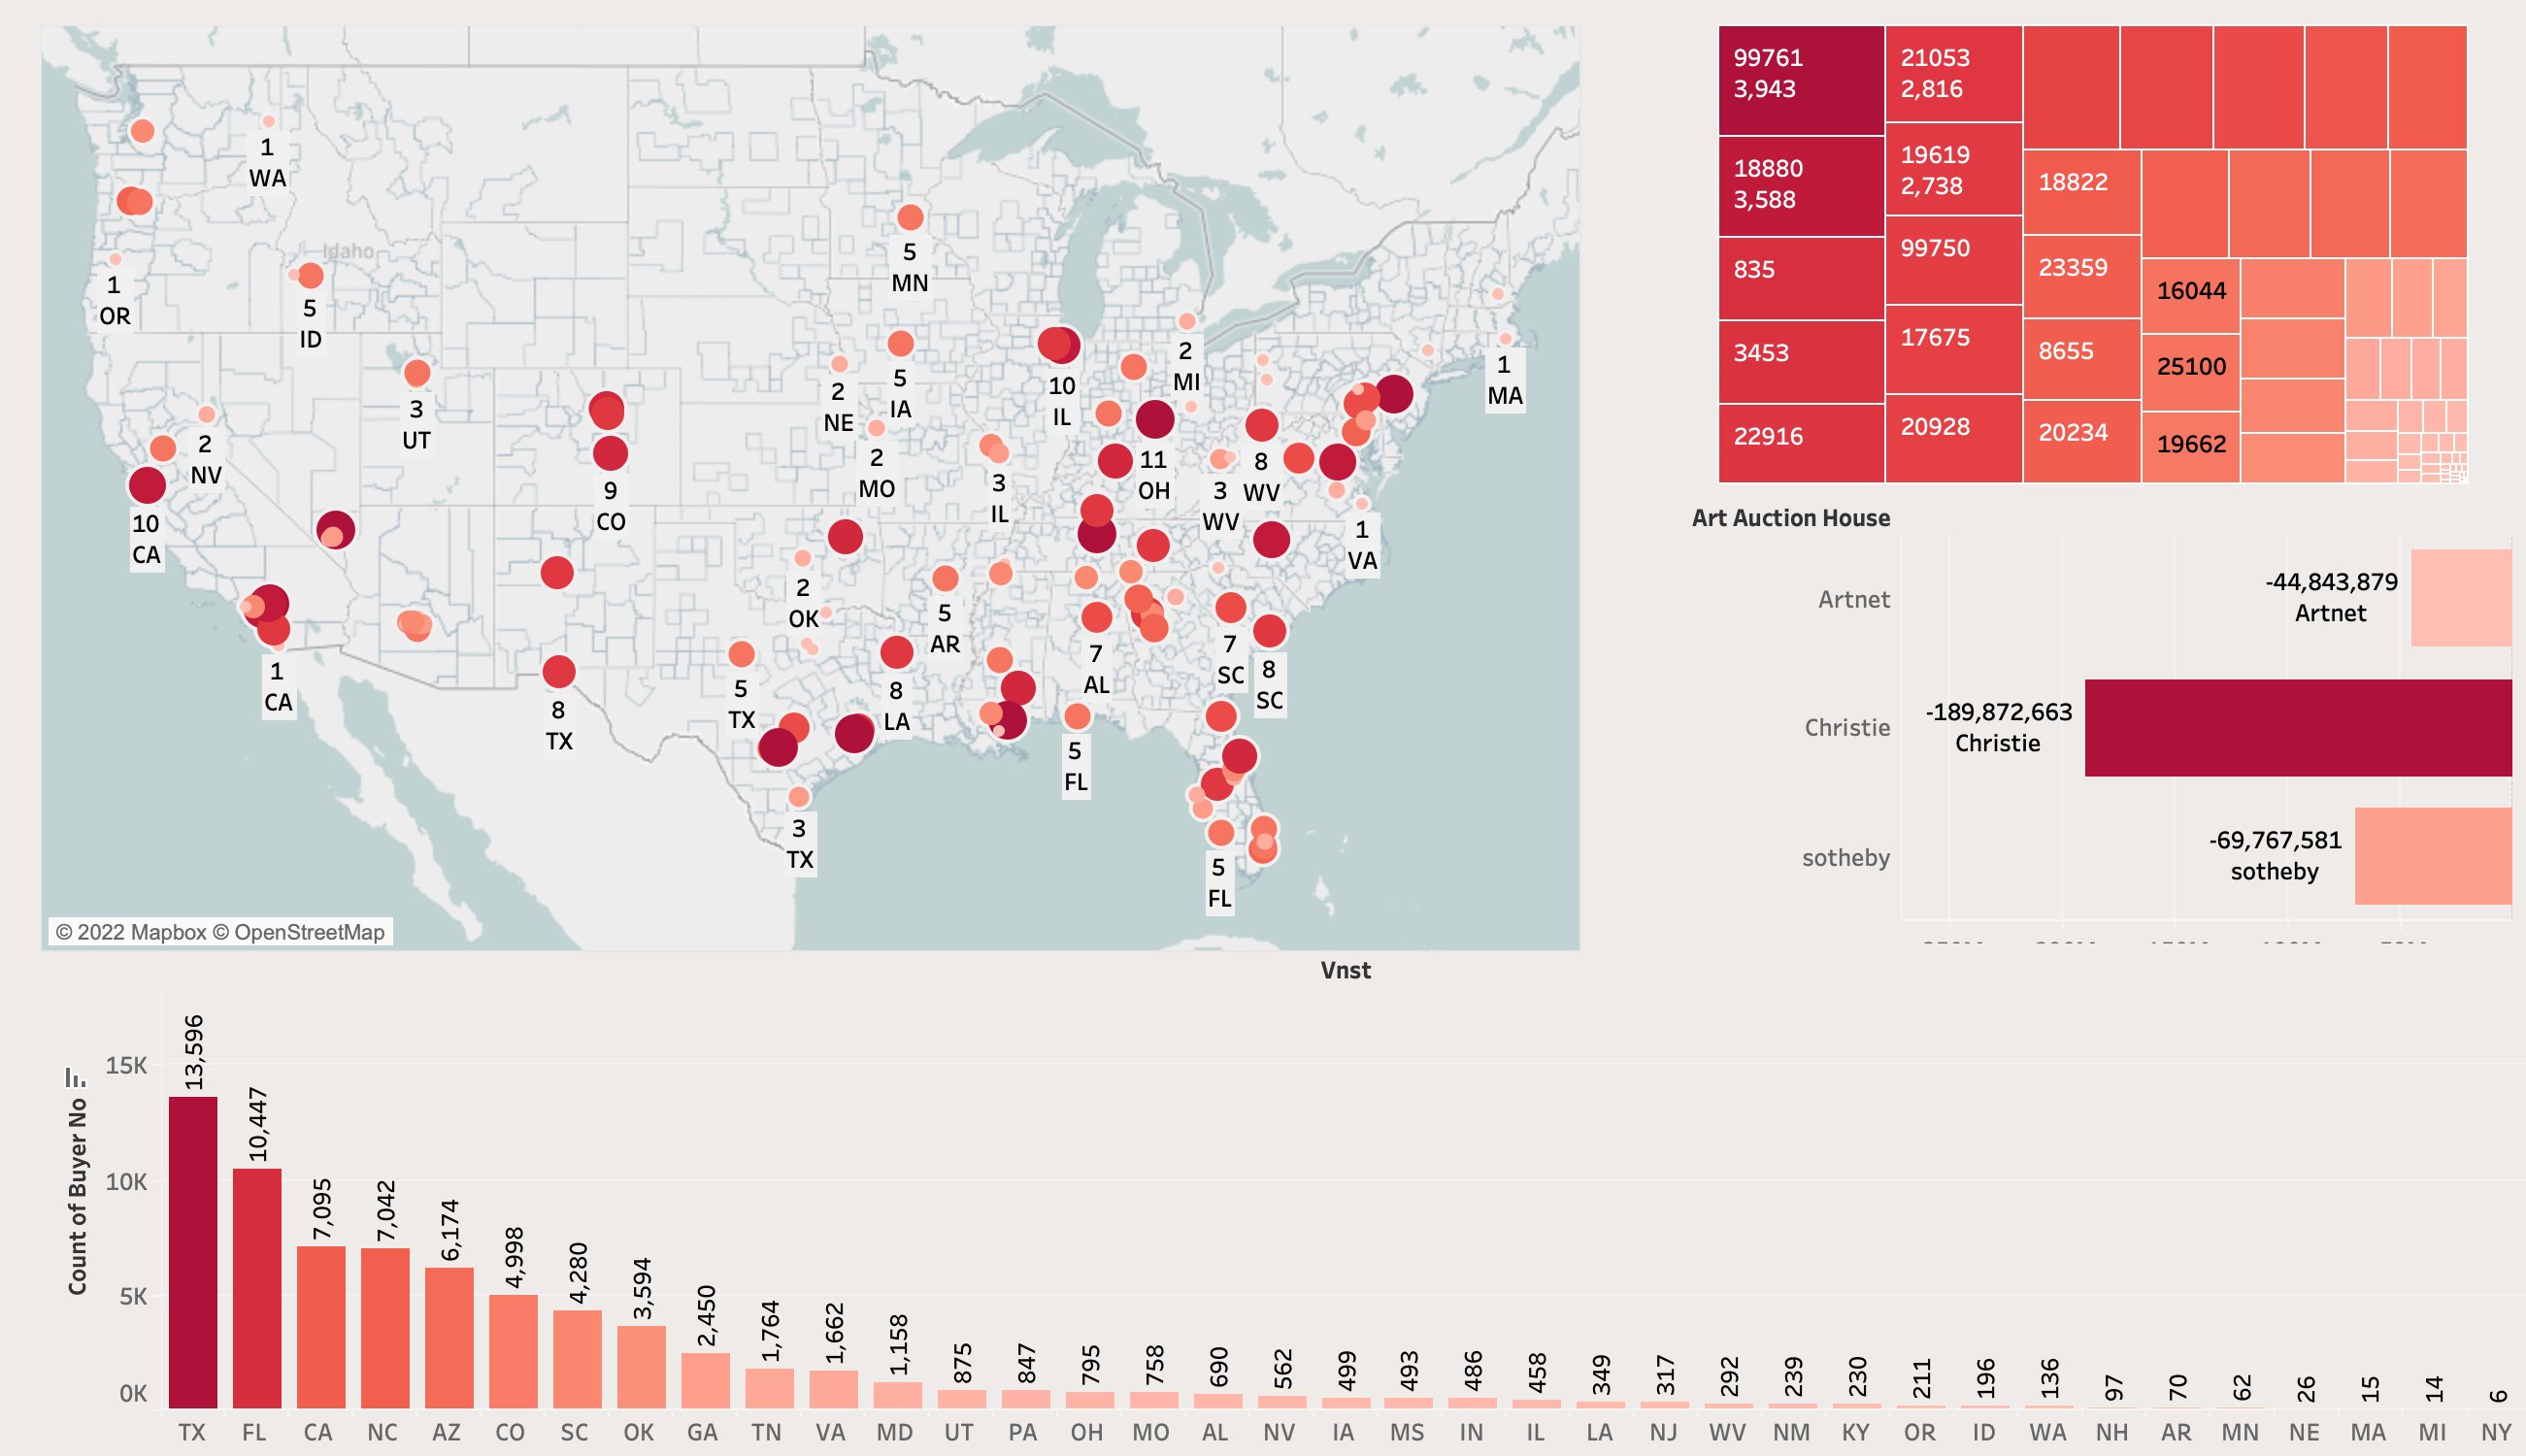 1
WA
Idaho
1
OR
5
ID
5
MN
3
UT
2
NV
10
CA
9
CO
2
NE
5
IA
2
MO
10
IL
2
MI
1
MA
11
OH
8
WV
3
WV
3
IL
1
VA
2
OK
5
AR
7
AL
7
SC
8
SC
1
CA
8
TX
5
TX
8
LA
5
FL
3
TX
5
FL
© 2022 Mapbox © OpenStreetMap
99761
3,943
18880
3,588
835
3453
22916
21053
2,816
19619
2,738
99750
17675
20928
18822
23359
8655
20234
16044
25100
19662
Art Auction House
Artnet
-44,843,879
Artnet
Christie
-189,872,663
Christie
sotheby
-69,767,581
sotheby
Vnst
Count of Buyer No
15K
10K
5K
0K
13,596
10,447
7,095
7,042
6,174
4,998
4,280
3,594
2,450
1,764
1,662
1,158
875
847
795
758
690
562
499
493
486
458
349
317
292
239
230
211
196
136
97
70
62
26
15
14
6
TX FL CA NC AZ CO SC OK GA TN VA MD UT PA OH MO AL NV IA MS IN IL LA NJ WV NM KY OR ID WA NH AR MN NE MA MI NY